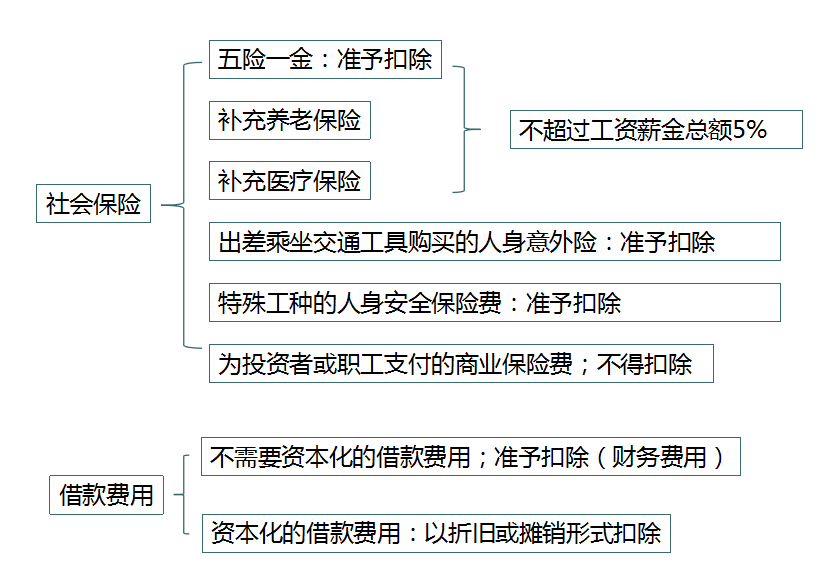 五险一金：准予扣除
补充养老保险
不超过工资薪金总额5%
补充医疗保险
社会保险
出差乘坐交通工具购买的人身意外险：准予扣除
特殊工种的人身安全保险费：准予扣除
为投资者或职工支付的商业保险费；不得扣除
不需要资本化的借款费用；准予扣除（财务费用）
借款费用
资本化的借款费用：以折旧或摊销形式扣除